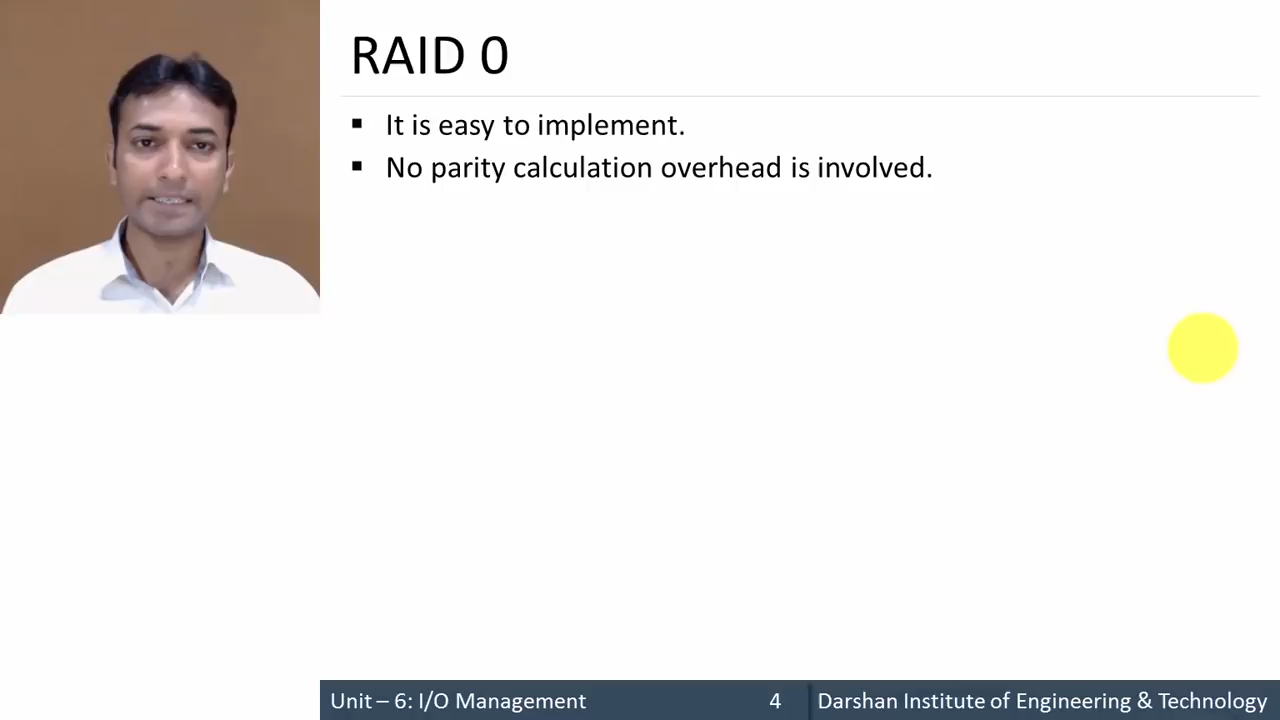 RAID 0
▪ It is easy to implement.
▪ No parity calculation overhead is involved.
Unit – 6: I/O Management 4 Darshan Institute of Engineering & Technology